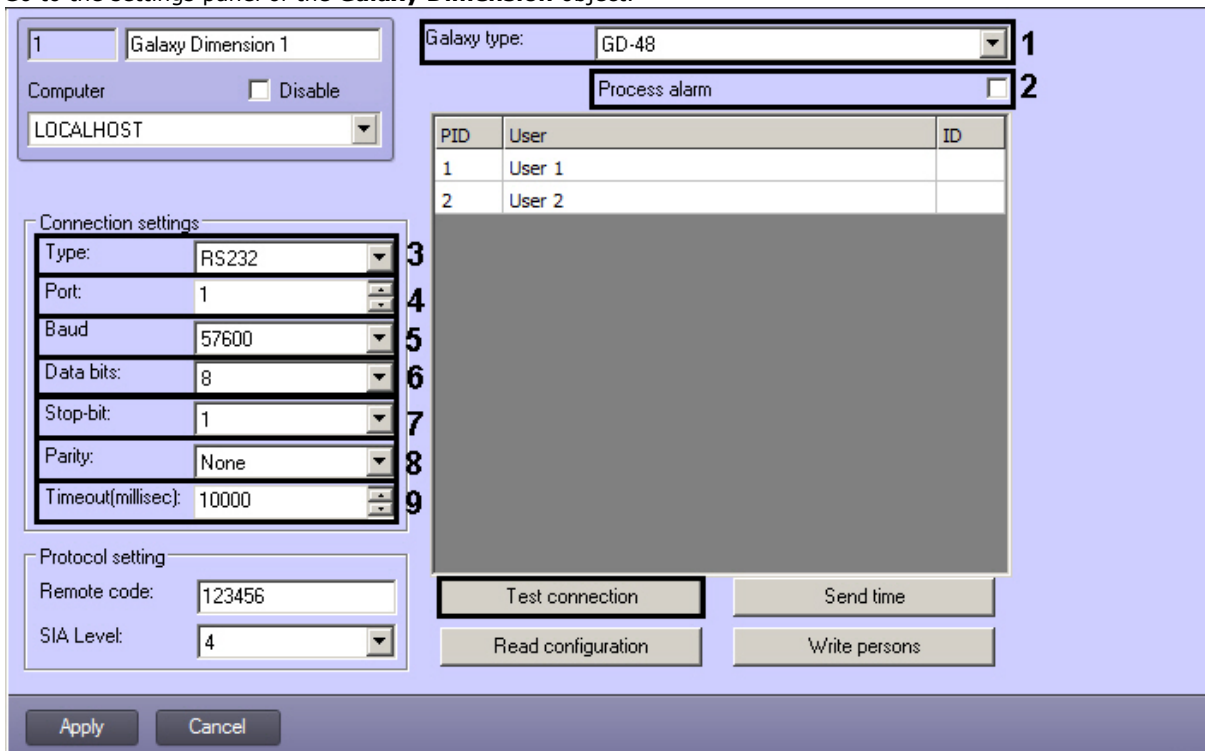 Go to the settings panel of the Galaxy Dimension object.
1 Galaxy Dimension 1
Computer Disable
LOCALHOST
Galaxy type: GD-48 1
Process alarm 2
PID User ID
1 User 1
2 User 2
Connection settings
Type: RS232 3
Port: 1 4
Baud 57600 5
Data bits: 8 6
Stop-bit: 1 7
Parity: None 8
Timeout(millisec): 10000 9
Protocol setting
Remote code: 123456
SIA Level: 4
Test connection Send time
Read configuration Write persons
Apply Cancel